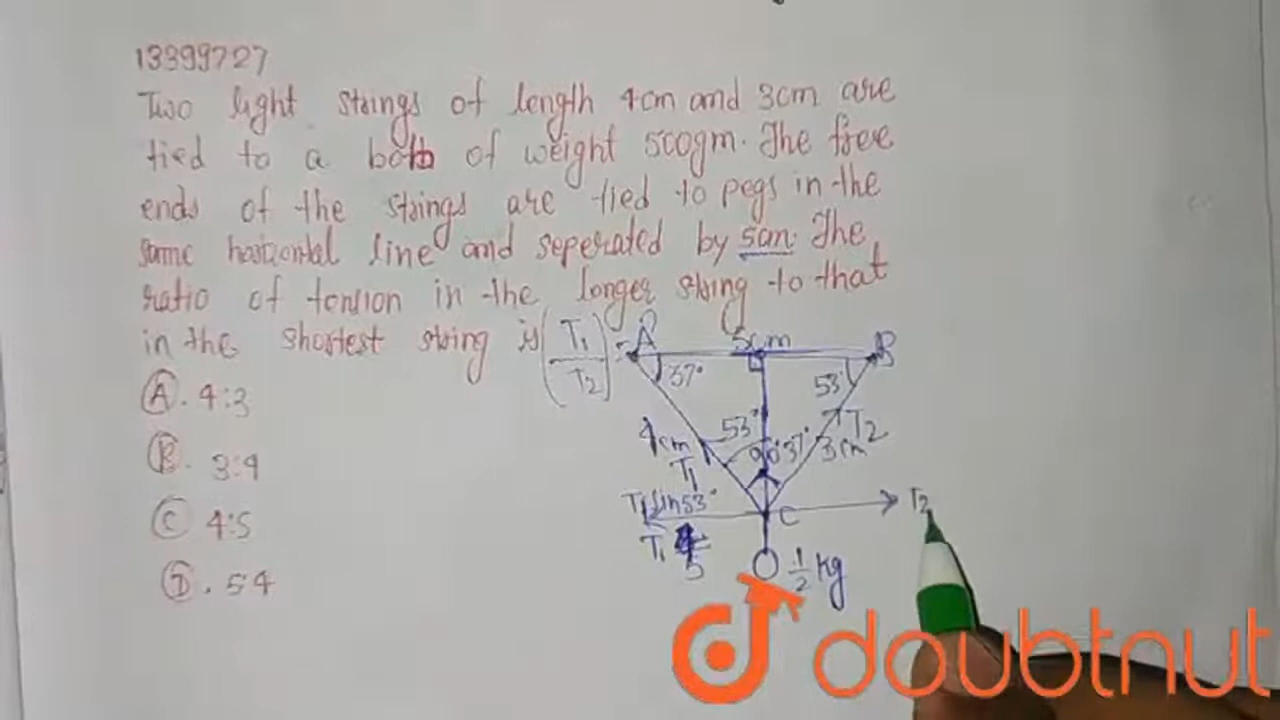 13399727
Two light strings of length 4cm and 3cm are
tied to a bob of weight 500gm. The free
ends of the strings are tied to pegs in the
same horizontal line and seperated by 5cm. The
ratio of tension in the longer string to that
in the shortest string is (T1/T2) =
A. 4:3
B. 3:4
C 4:5
D. 5:4
A 5cm B
37° 53°
4cm 53° 90° 37° 3cm T2
T1
T1 sin53° C T2
T1 4/5
1/2 kg
doubtnut